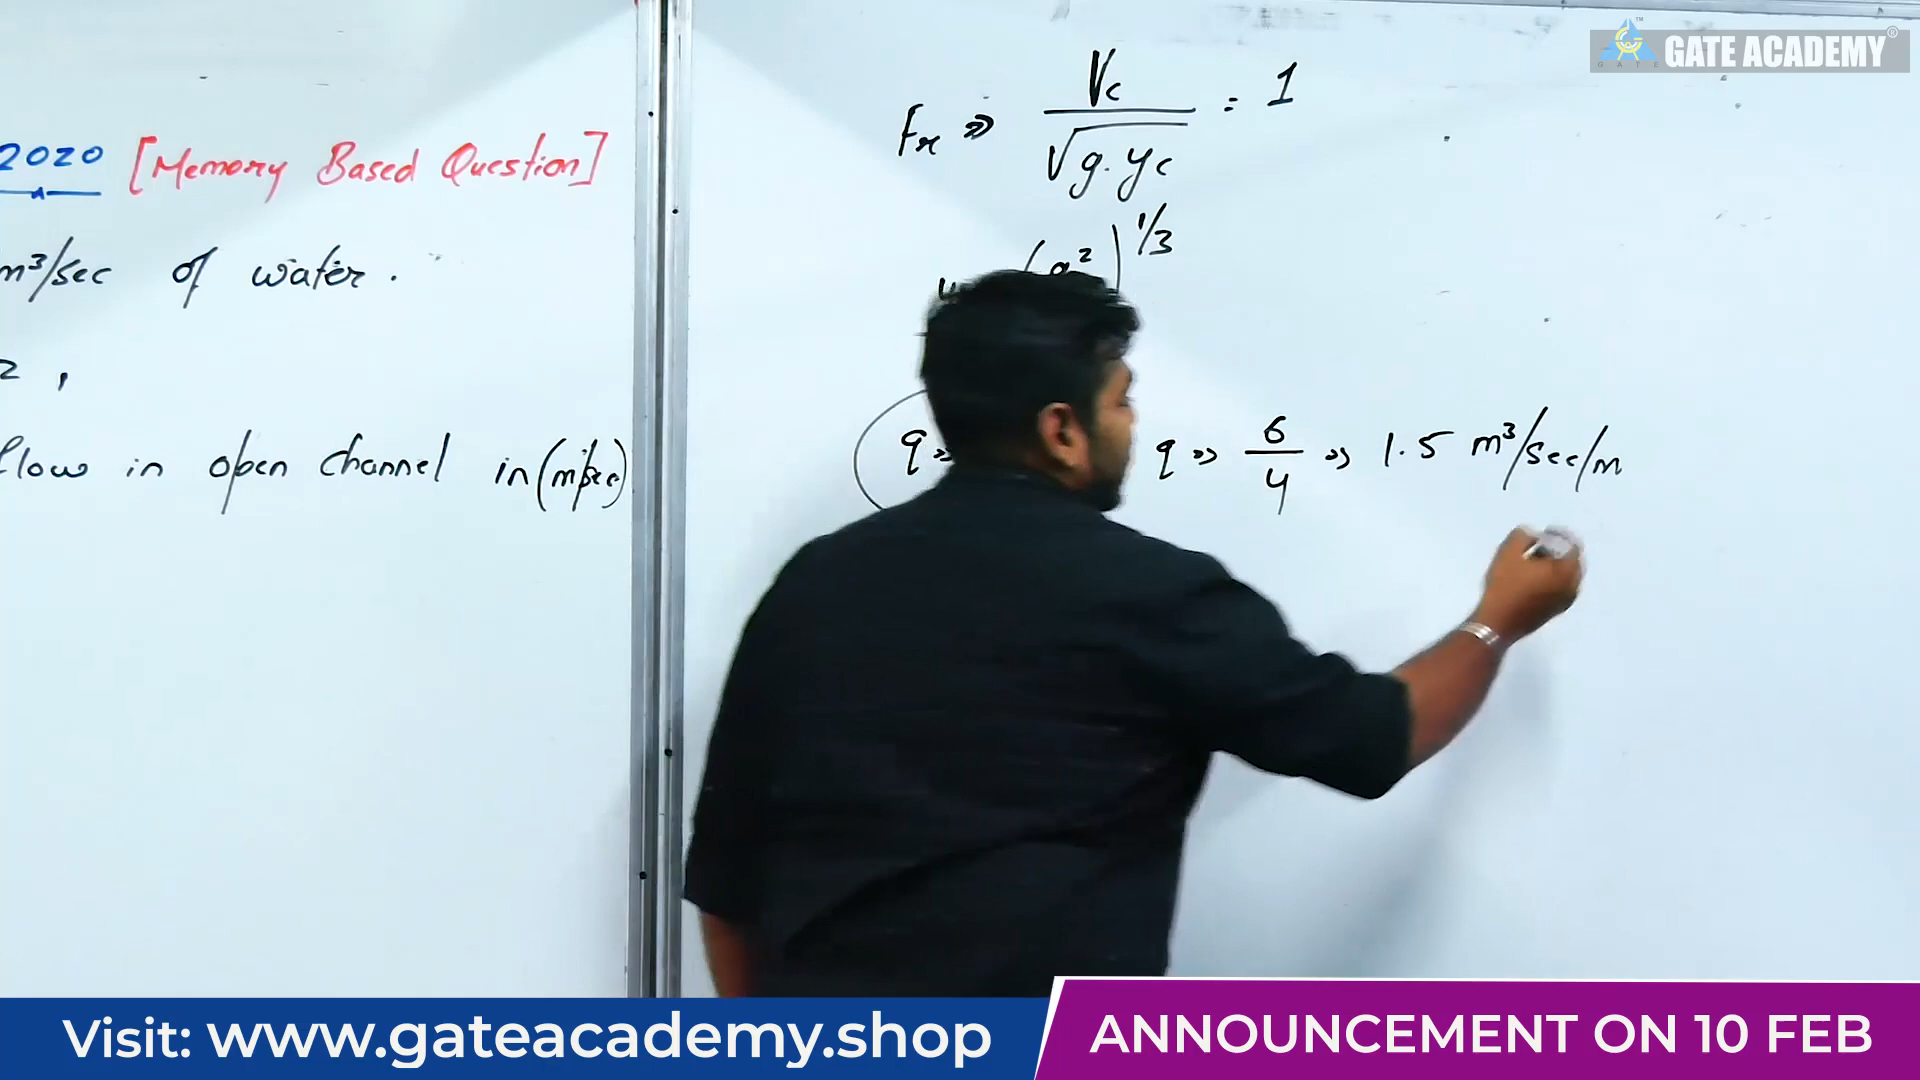 GATE ACADEMY
2020 [Memory Based Question]
m³/sec of water.
2 ,
flow in open channel in (m/sec)
Fr => Vc / √g.yc = 1
(q²)^1/3
q => q => 6/4 => 1.5 m³/sec/m
Visit: www.gateacademy.shop
ANNOUNCEMENT ON 10 FEB